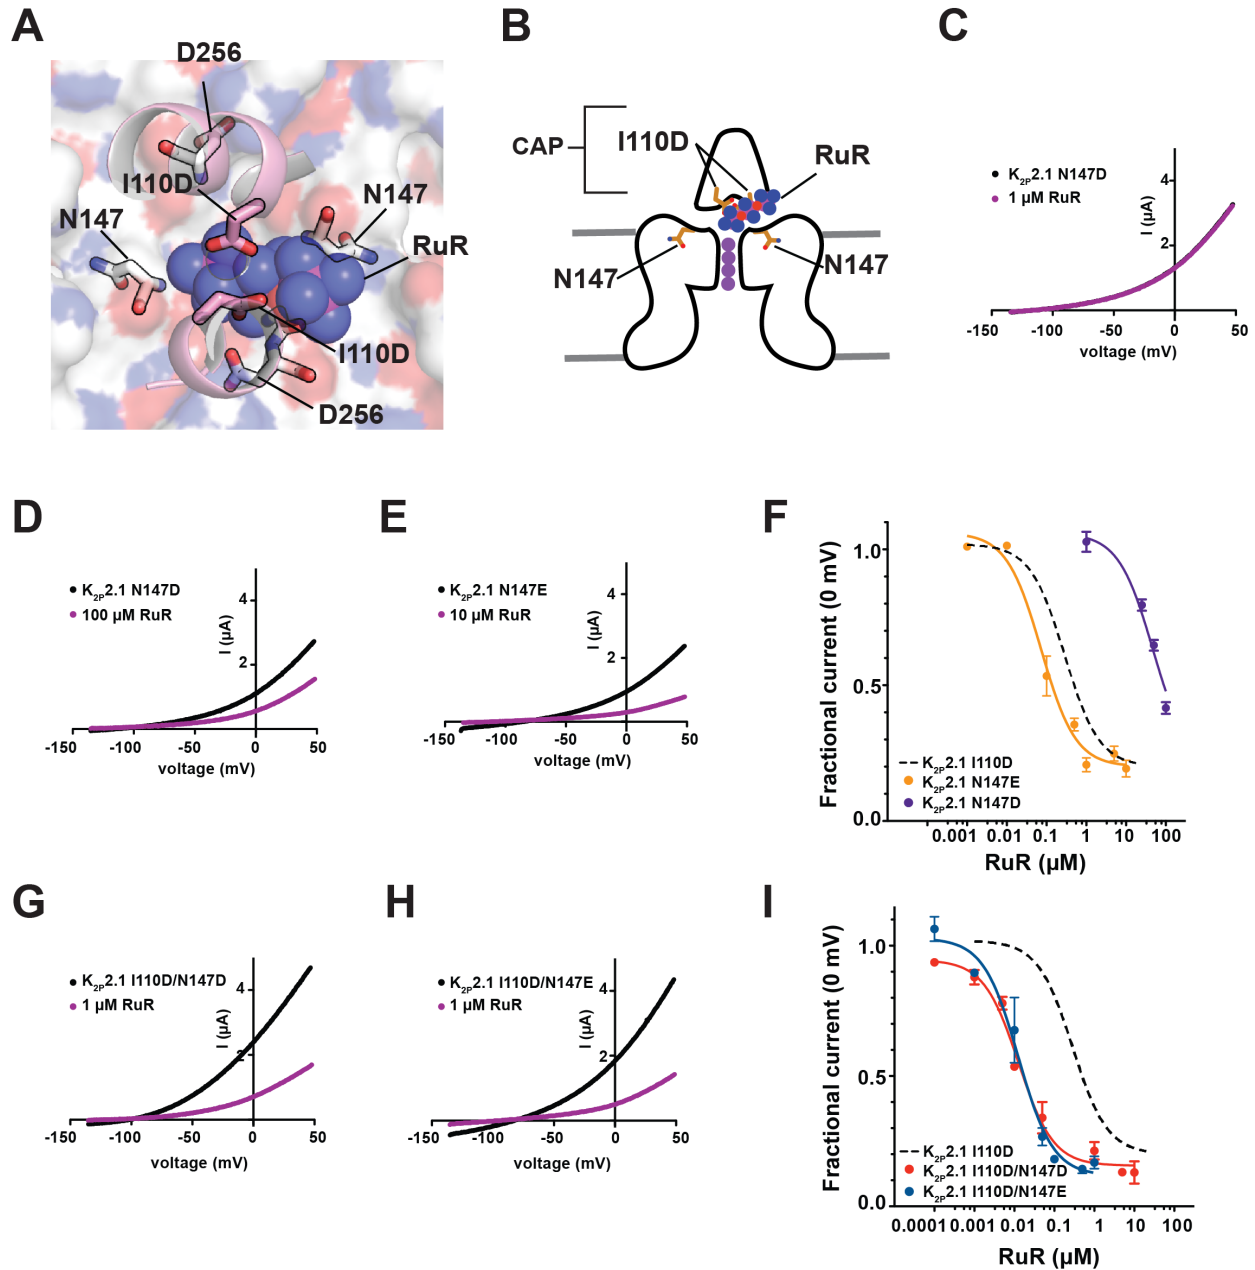 A
D256
I110D
N147
N147
RuR
I110D
D256
B
CAP
I110D
RuR
N147
N147
C
K2P2.1 N147D
1 µM RuR
I (µA)
4
2
-150
-100
-50
0
50
voltage (mV)
D
K2P2.1 N147D
100 µM RuR
I (µA)
4
2
-150
-100
-50
0
50
voltage (mV)
E
K2P2.1 N147E
10 µM RuR
I (µA)
4
2
-150
-100
-50
0
50
voltage (mV)
F
Fractional current (0 mV)
1.0
0.5
0.0
K2P2.1 I110D
K2P2.1 N147E
K2P2.1 N147D
0.001 0.01 0.1 1 10 100
RuR (µM)
G
K2P2.1 I110D/N147D
1 µM RuR
I (µA)
4
2
-150
-100
-50
0
50
voltage (mV)
H
K2P2.1 I110D/N147E
1 µM RuR
I (µA)
4
2
-150
-100
-50
0
50
voltage (mV)
I
Fractional current (0 mV)
1.0
0.5
0.0
K2P2.1 I110D
K2P2.1 I110D/N147D
K2P2.1 I110D/N147E
0.0001 0.001 0.01 0.1 1 10 100
RuR (µM)